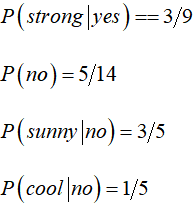 P(strong|yes) == 3/9
P(no) = 5/14
P(sunny|no) = 3/5
P(cool|no) = 1/5